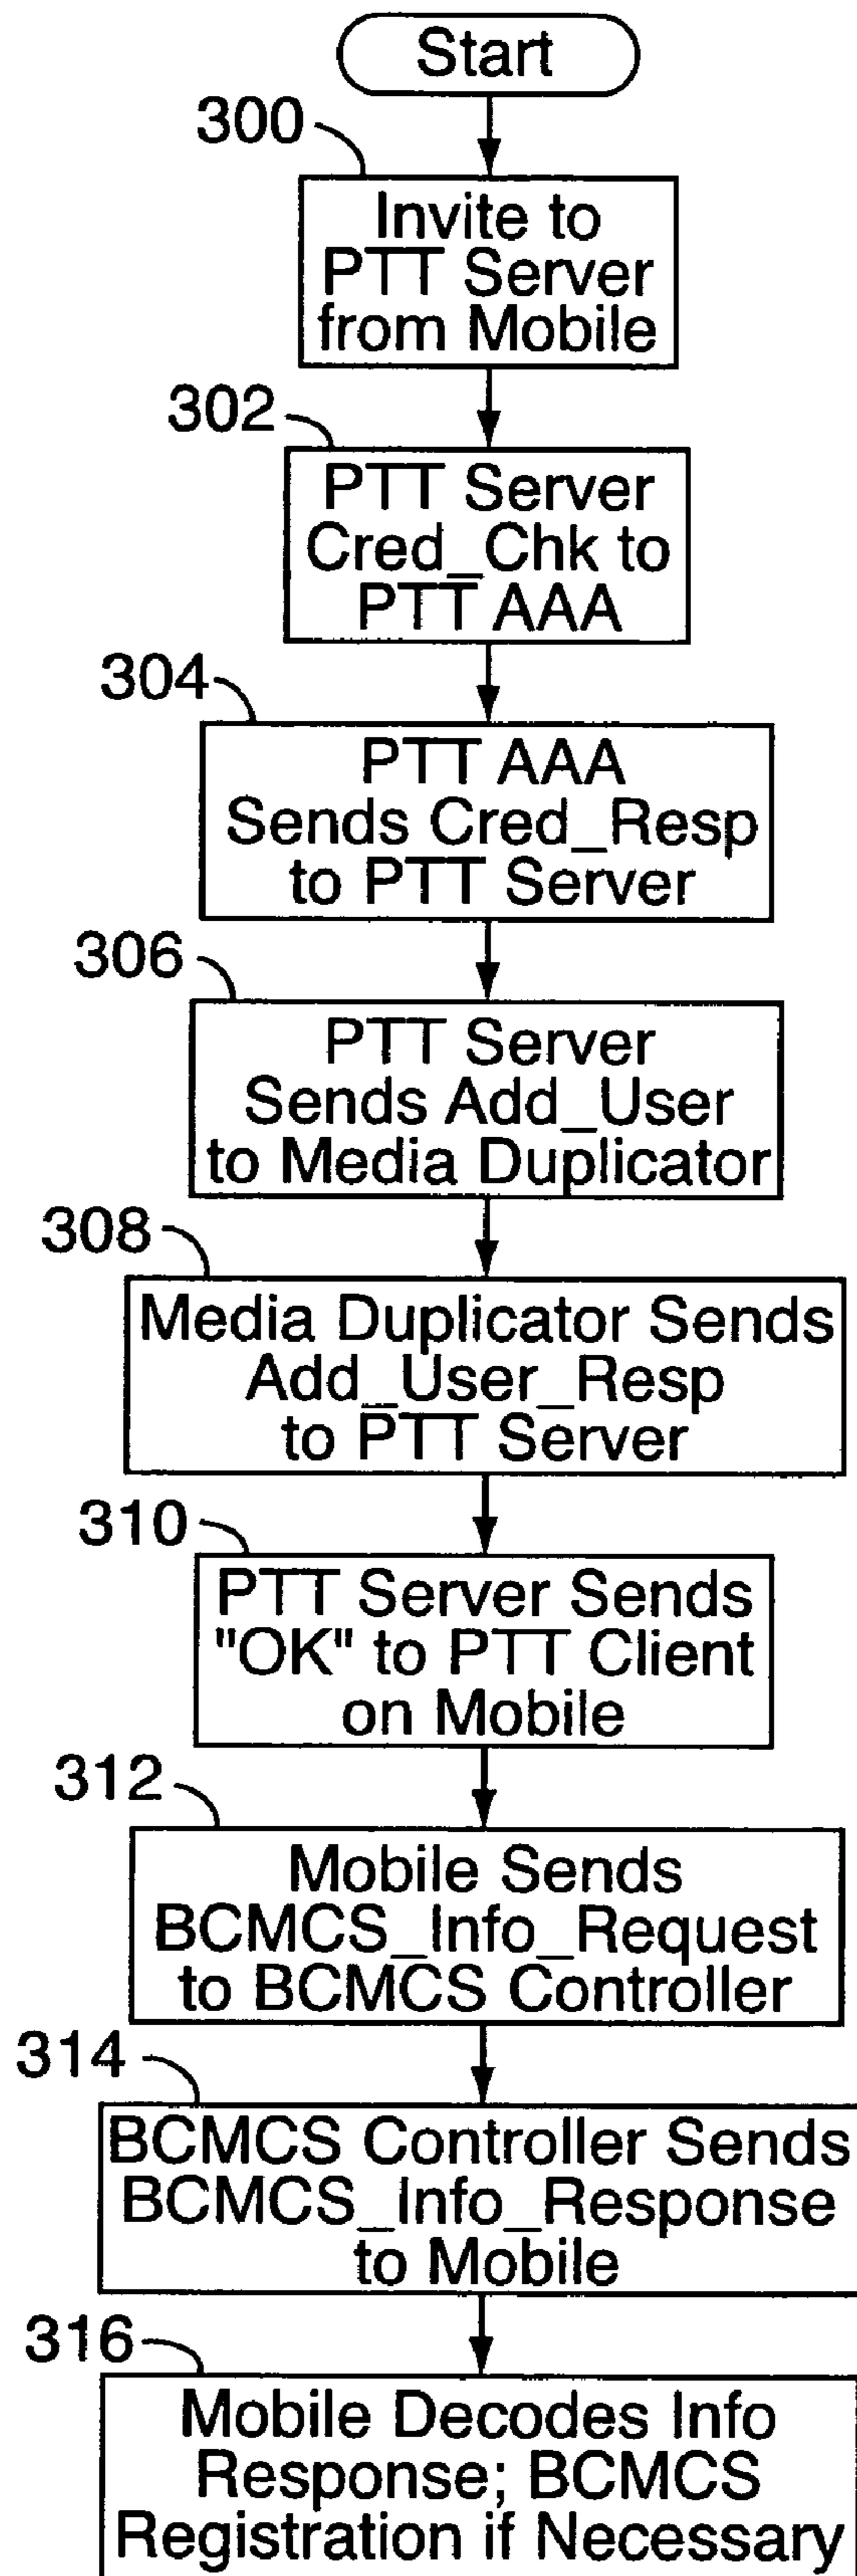 Start
300
Invite to
PTT Server
from Mobile
302
PTT Server
Cred_Chk to
PTT AAA
304
PTT AAA
Sends Cred_Resp
to PTT Server
306
PTT Server
Sends Add_User
to Media Duplicator
308
Media Duplicator Sends
Add_User_Resp
to PTT Server
310
PTT Server Sends
"OK" to PTT Client
on Mobile
312
Mobile Sends
BCMCS_Info_Request
to BCMCS Controller
314
BCMCS Controller Sends
BCMCS_Info_Response
to Mobile
316
Mobile Decodes Info
Response; BCMCS
Registration if Necessary